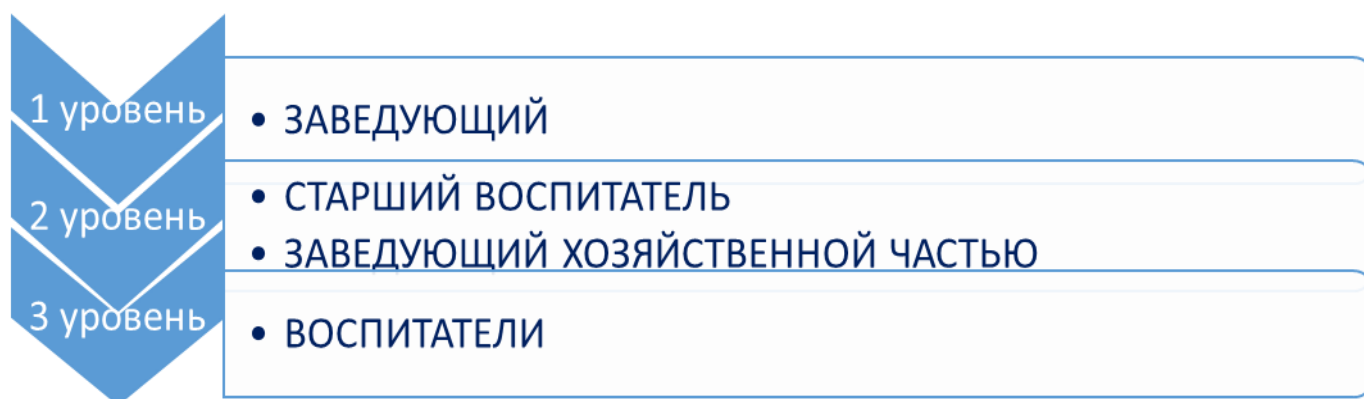 1 уровень
• ЗАВЕДУЮЩИЙ
2 уровень
• СТАРШИЙ ВОСПИТАТЕЛЬ
• ЗАВЕДУЮЩИЙ ХОЗЯЙСТВЕННОЙ ЧАСТЬЮ
3 уровень
• ВОСПИТАТЕЛИ